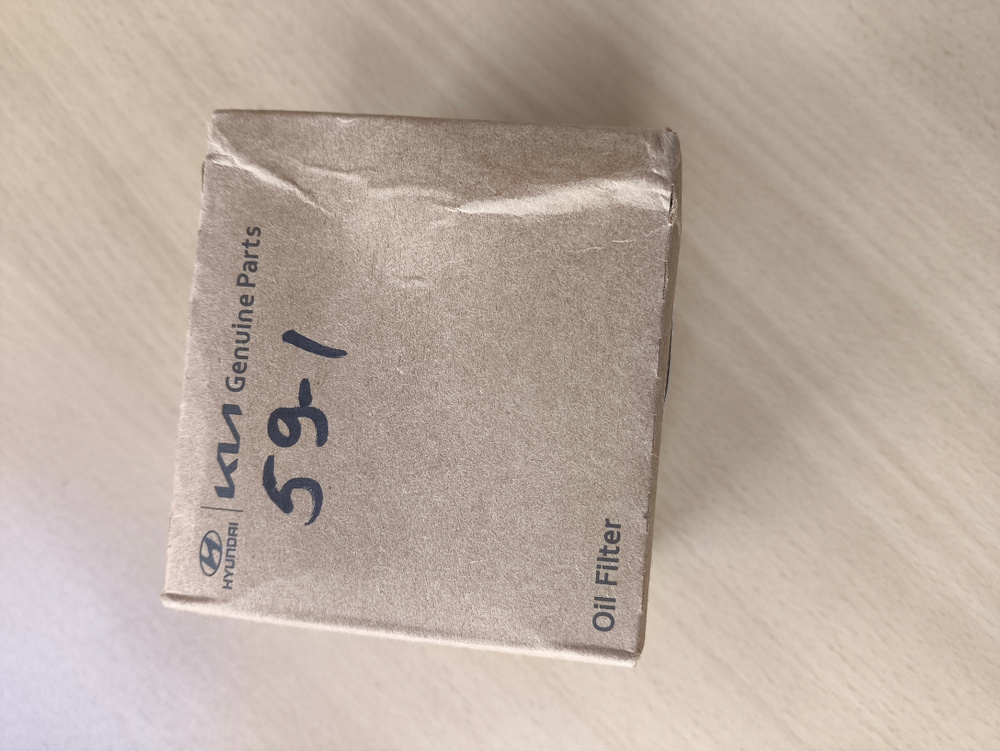 HYUNDAI KIA Genuine Parts
59-1
Oil Filter